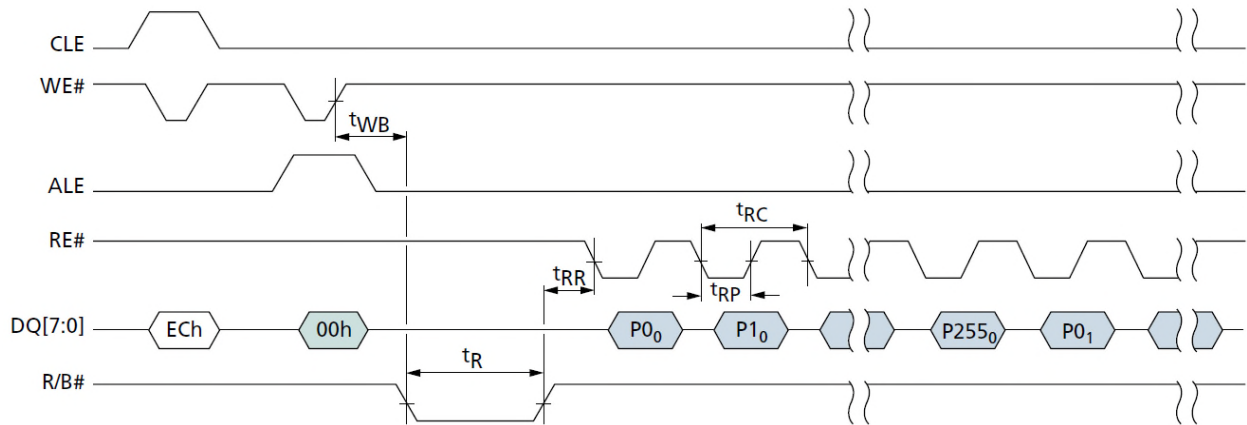 CLE
WE#
tWB
ALE
tRC
RE#
tRR
tRP
DQ[7:0] ECh 00h P0₀ P1₀ P255₀ P0₁
tR
R/B#